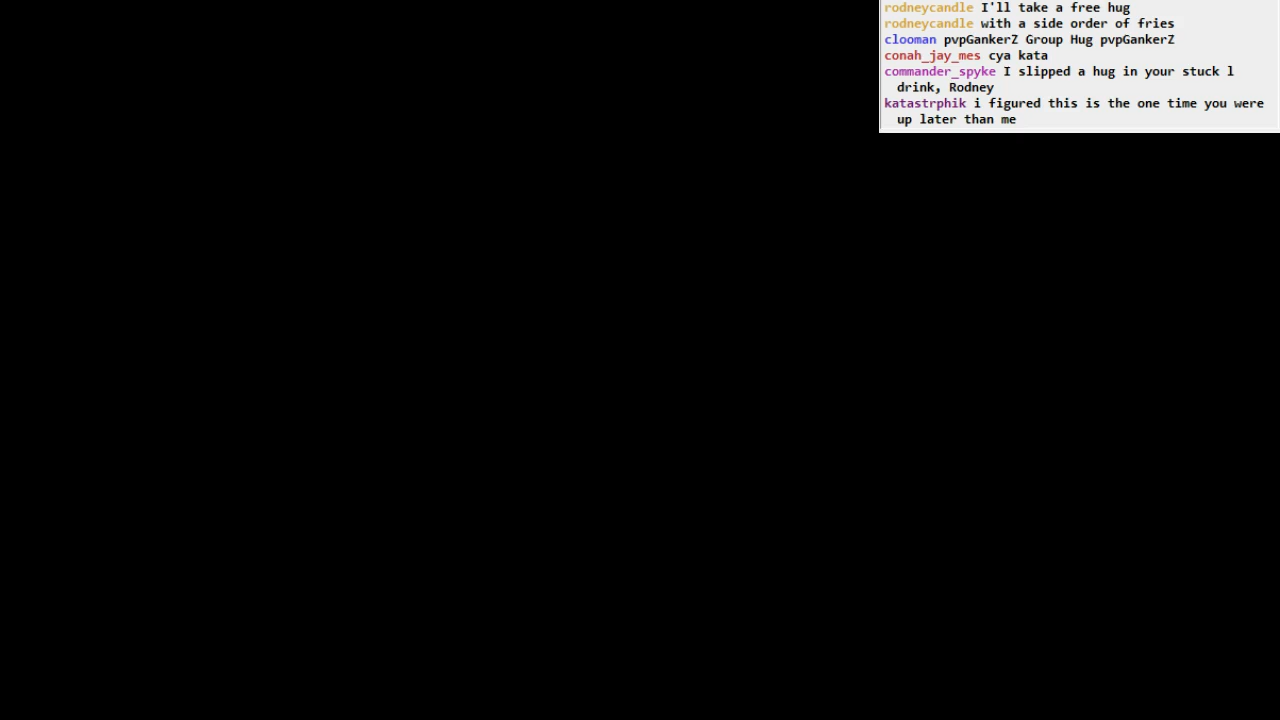 rodneycandle I'll take a free hug
rodneycandle with a side order of fries
clooman pvpGankerZ Group Hug pvpGankerZ
conah_jay_mes cya kata
commander_spyke I slipped a hug in your stuck l
drink, Rodney
katastrphik i figured this is the one time you were
up later than me